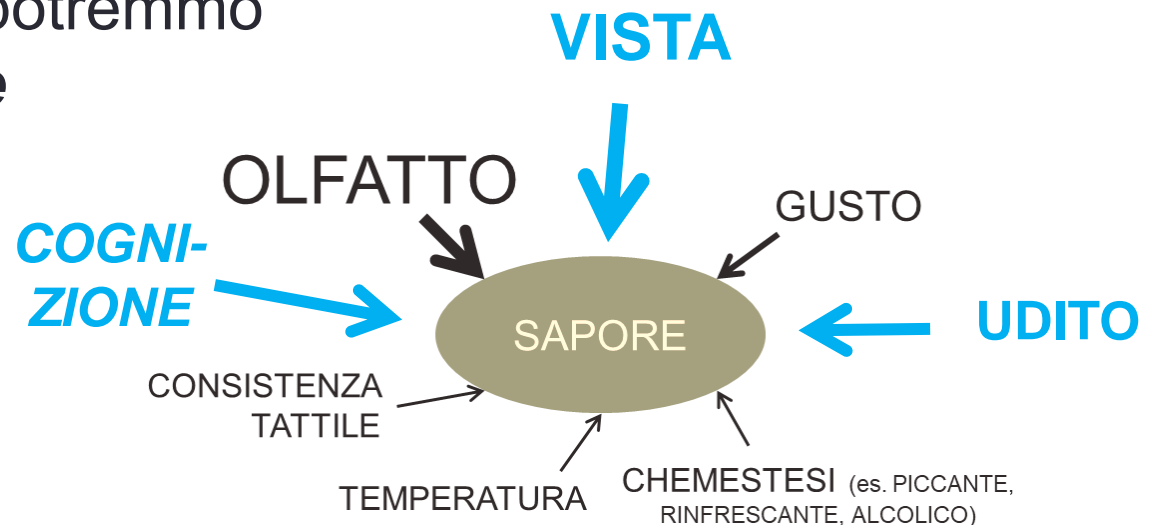 potremmo
e
VISTA
OLFATTO
GUSTO
COGNI-
ZIONE
SAPORE
UDITO
CONSISTENZA
TATTILE
TEMPERATURA
CHEMESTESI (es. PICCANTE,
RINFRESCANTE, ALCOLICO)